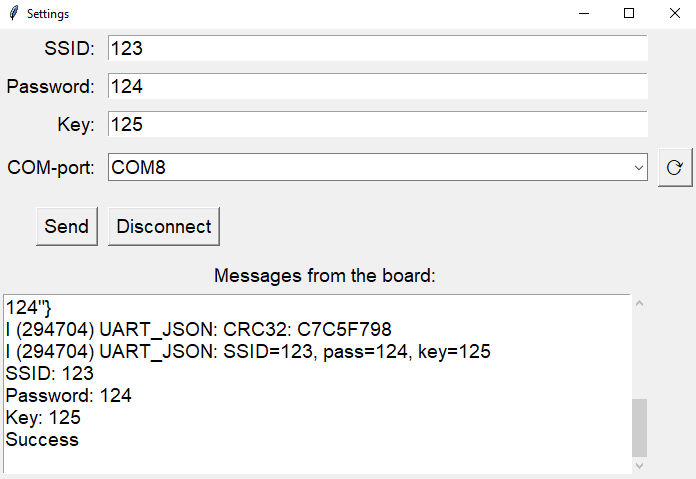 Settings
SSID: 123
Password: 124
Key: 125
COM-port: COM8
Send Disconnect
Messages from the board:
124"}
I (294704) UART_JSON: CRC32: C7C5F798
I (294704) UART_JSON: SSID=123, pass=124, key=125
SSID: 123
Password: 124
Key: 125
Success